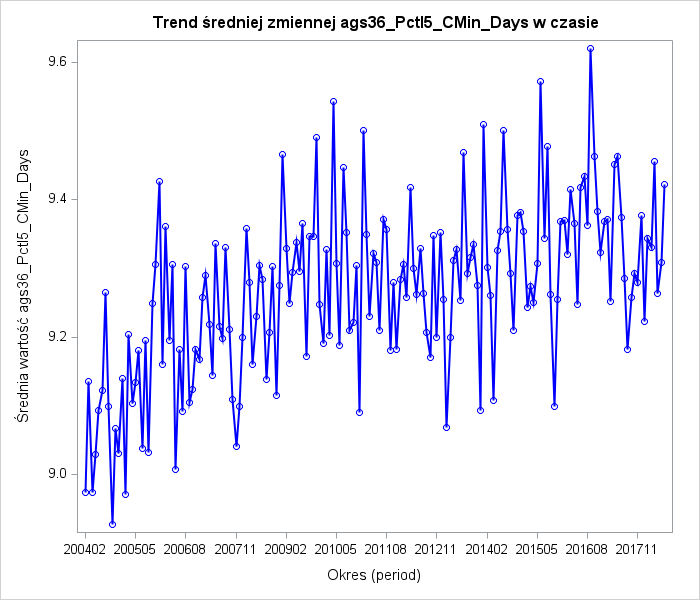 Trend średniej zmiennej ags36_Pctl5_CMin_Days w czasie
Średnia wartość ags36_Pctl5_CMin_Days
9.6
9.4
9.2
9.0
200402 200505 200608 200711 200902 201005 201108 201211 201402 201505 201608 201711
Okres (period)